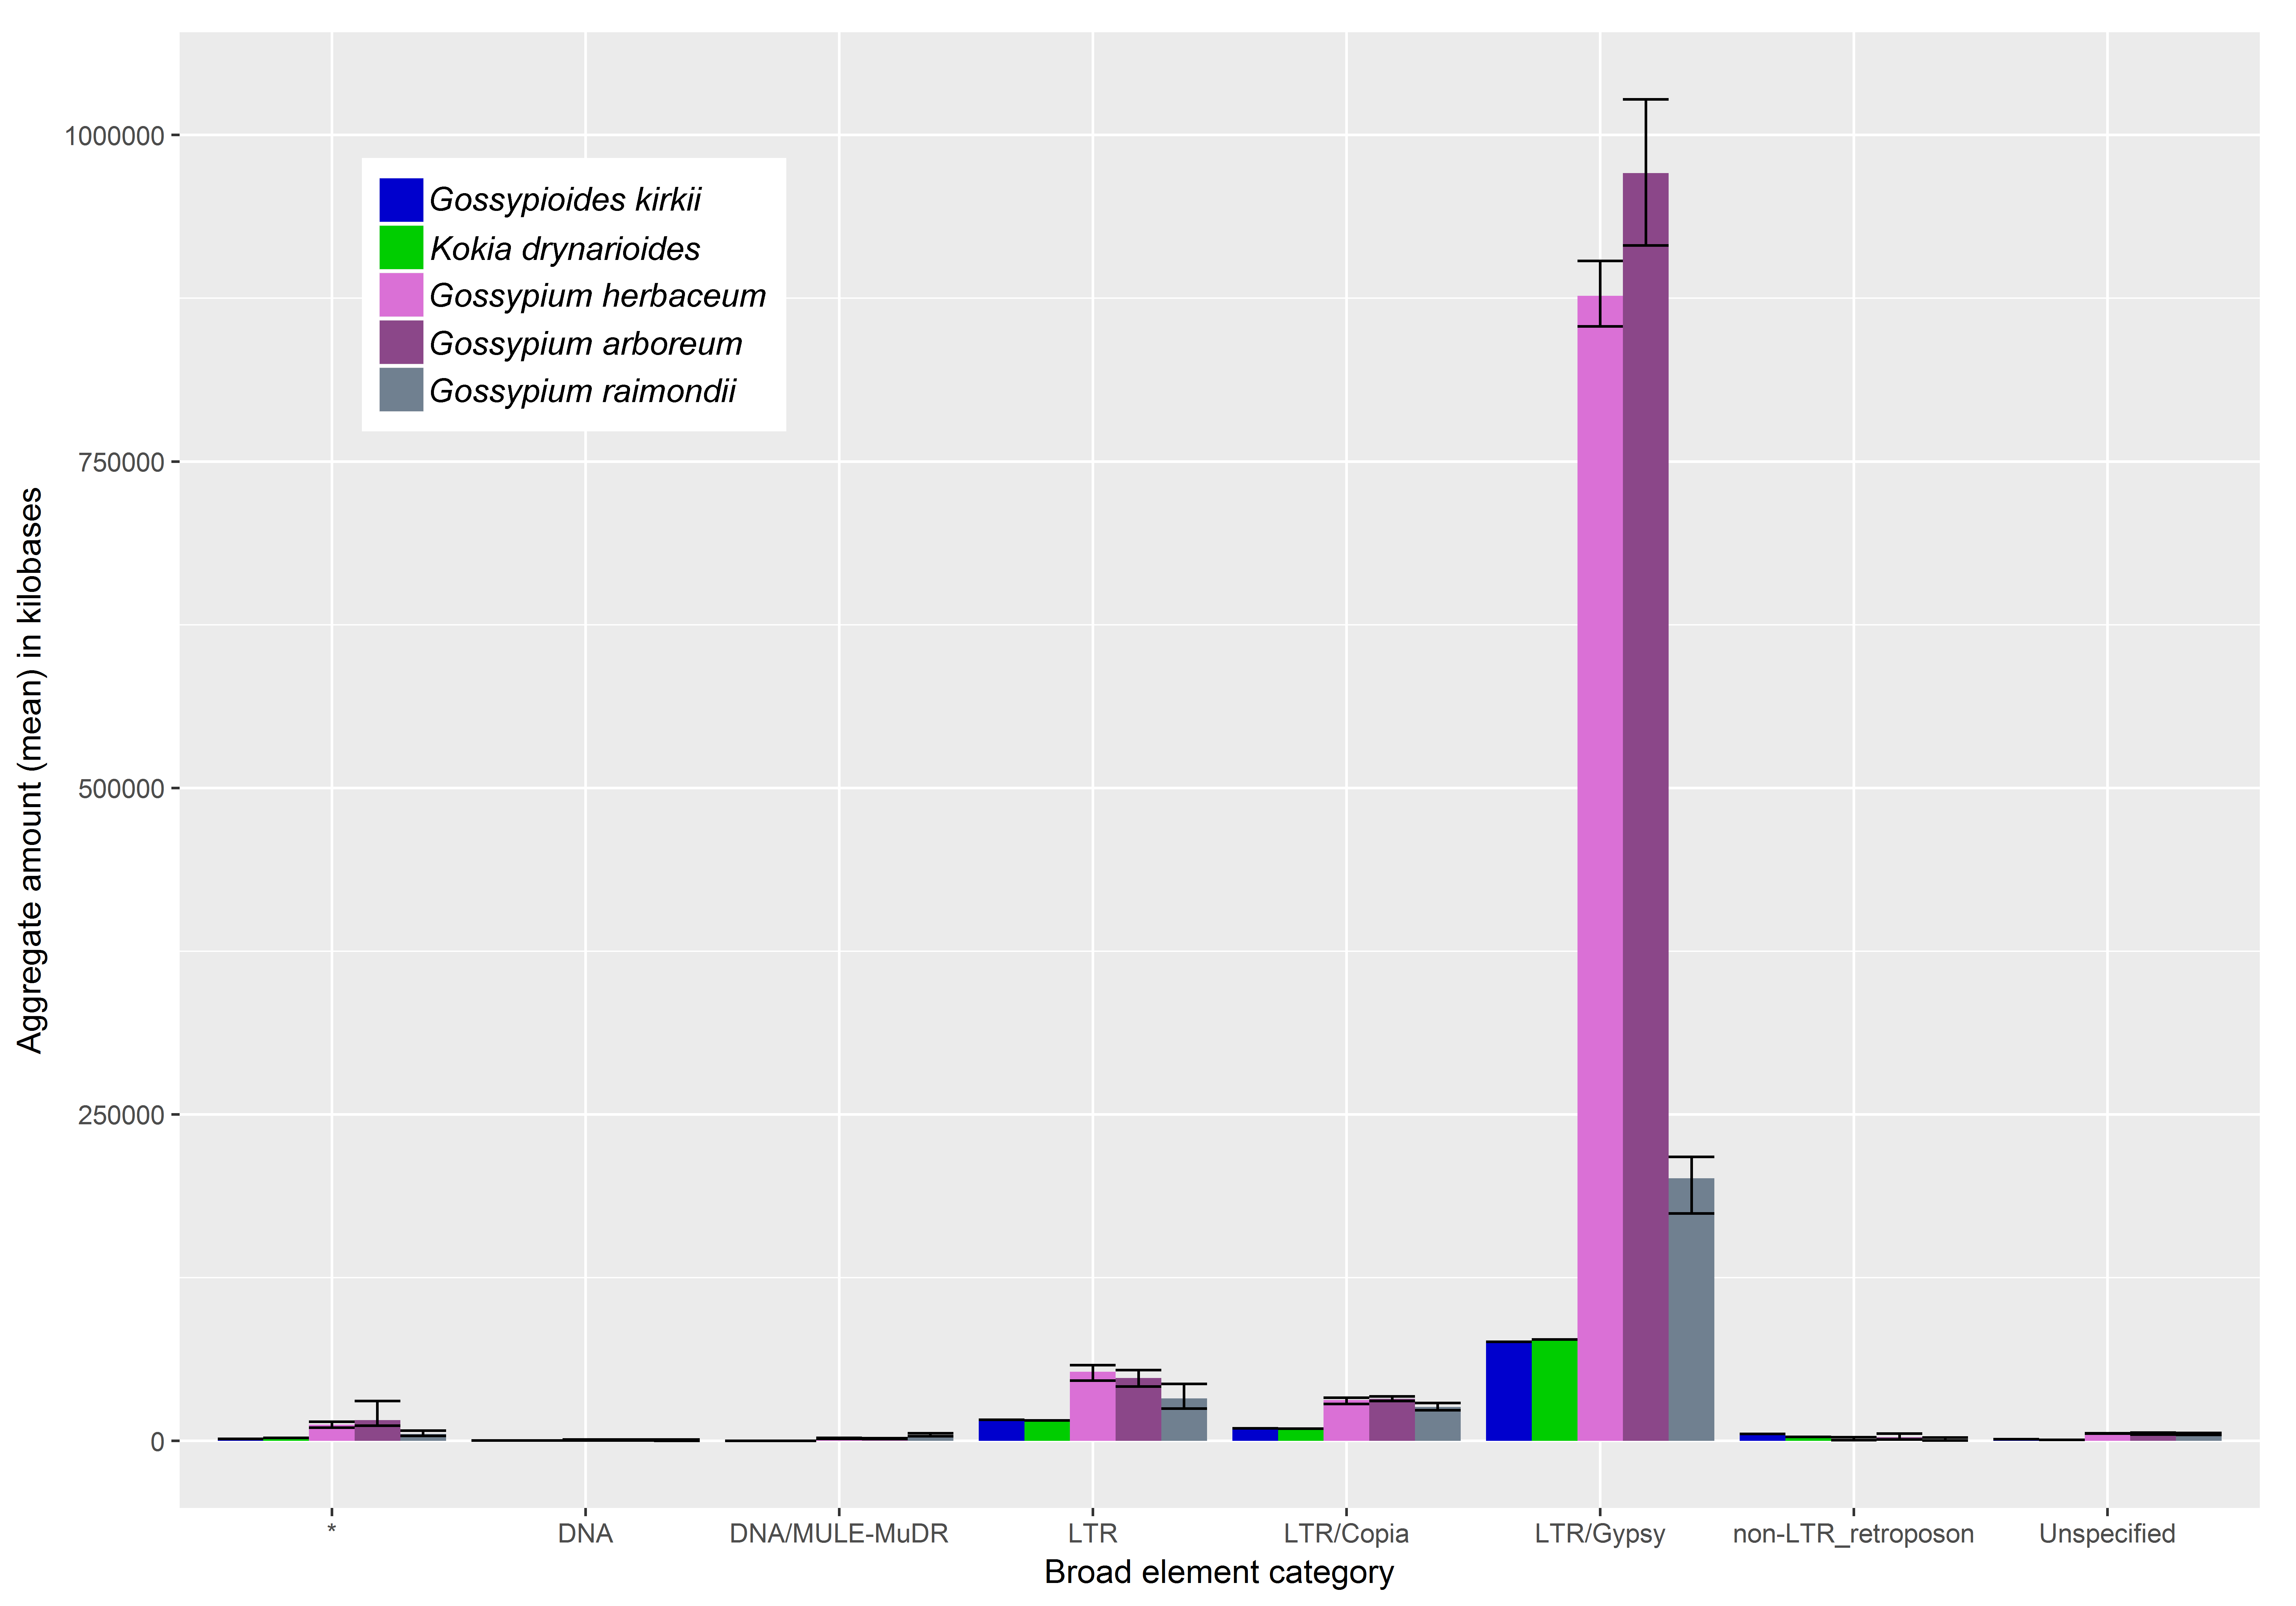 1000000
750000
500000
250000
0
Aggregate amount (mean) in kilobases
Gossypioides kirkii
Kokia drynarioides
Gossypium herbaceum
Gossypium arboreum
Gossypium raimondii
*
DNA
DNA/MULE-MuDR
LTR
LTR/Copia
LTR/Gypsy
non-LTR_retroposon
Unspecified
Broad element category